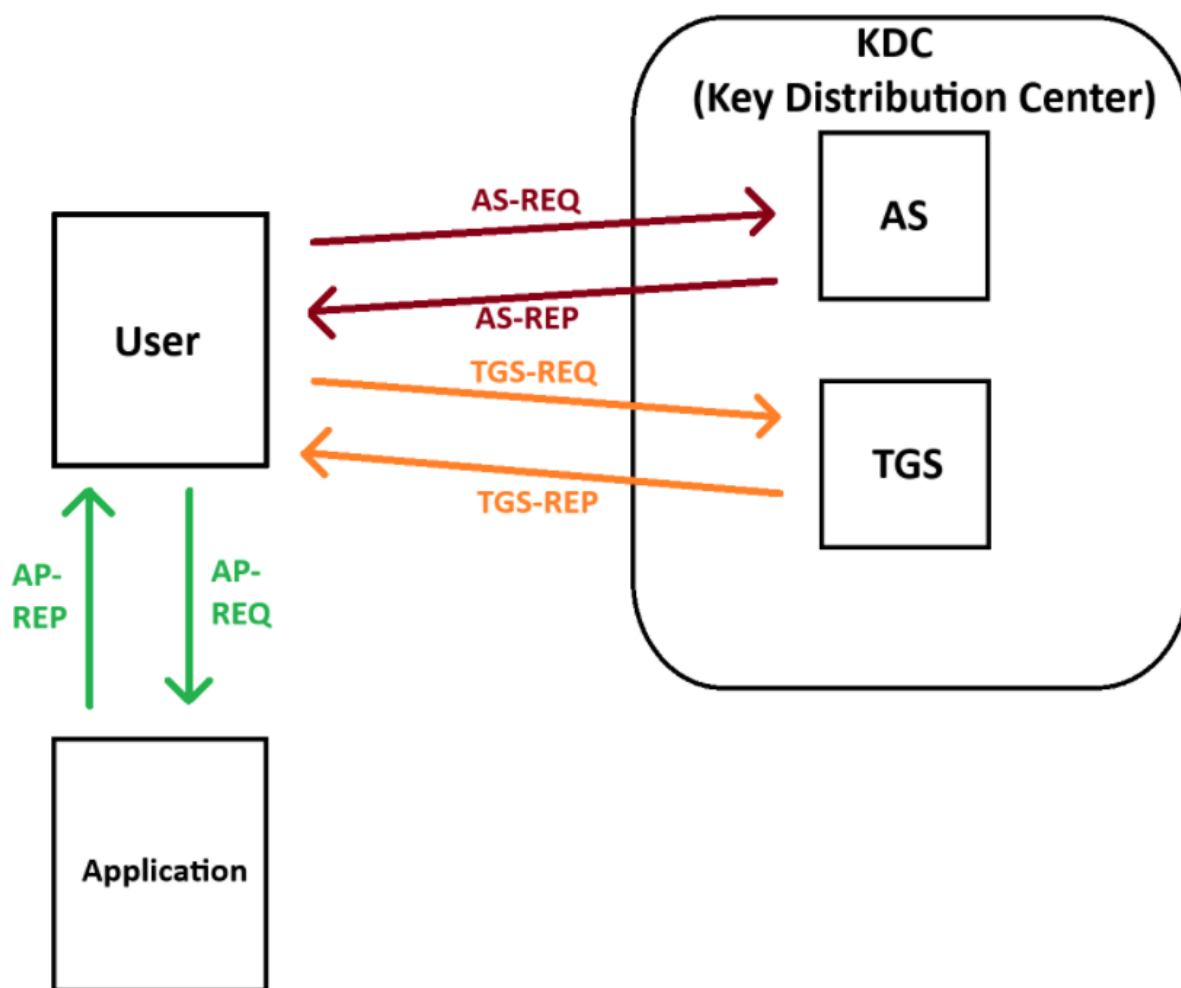 KDC
(Key Distribution Center)
AS-REQ
AS
User
AS-REP
TGS-REQ
TGS
TGS-REP
AP-
REP
AP-
REQ
Application